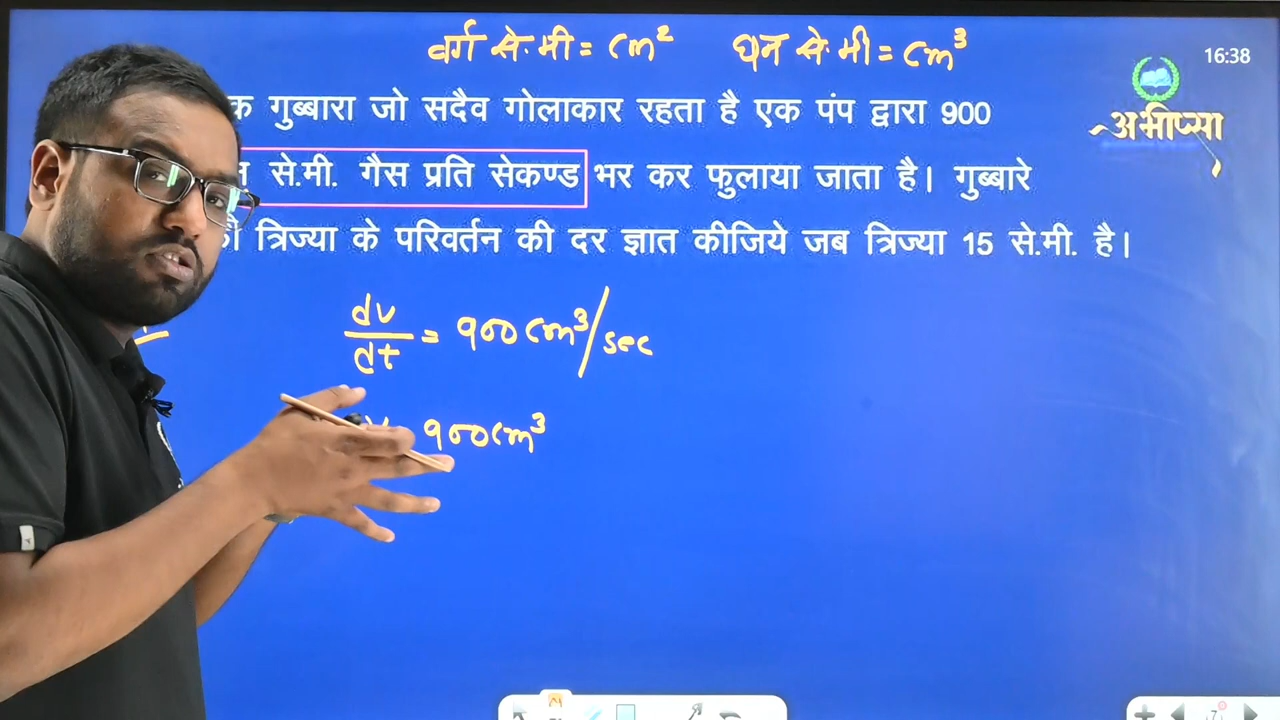 वर्ग से.मी = cm² घन से.मी = cm³
16:38
गुब्बारा जो सदैव गोलाकार रहता है एक पंप द्वारा 900
अभीप्सा
से.मी. गैस प्रति सेकण्ड भर कर फुलाया जाता है। गुब्बारे
त्रिज्या के परिवर्तन की दर ज्ञात कीजिये जब त्रिज्या 15 से.मी. है।
dv/dt = 900 cm³/sec
900 cm³